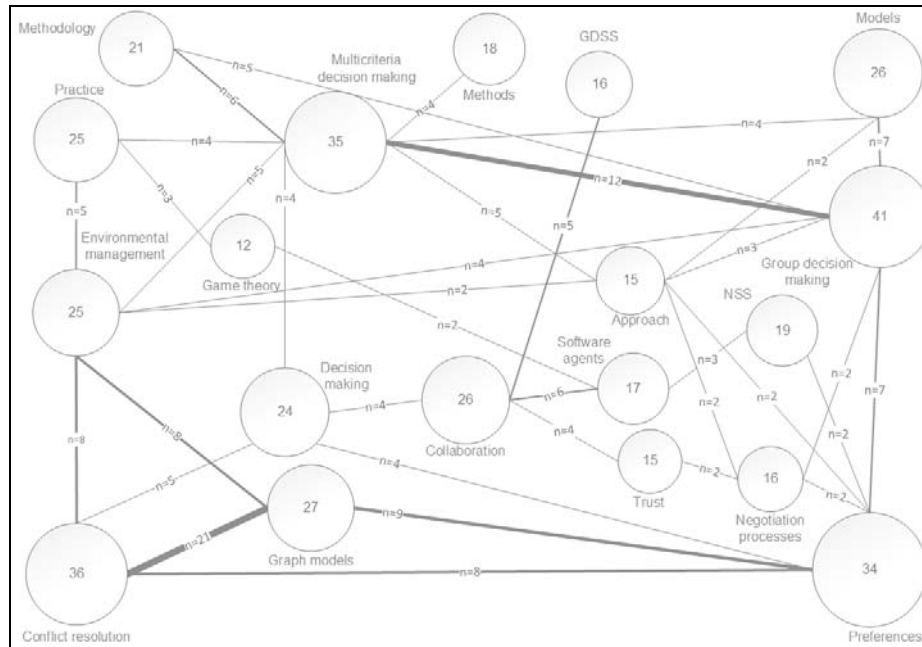 Methodology
21
Multicriteria
decision making
35
18
Methods
GDSS
16
Models
26
n=5
n=6
n=4
Practice
25
n=4
n=4
n=7
n=3
n=5
n=4
n=12
n=2
n=5
n=5
n=5
41
Environmental
management
12
Game theory
n=4
n=3
Group decision
making
25
n=2
15
Approach
NSS
19
n=2
Software
agents
n=3
n=2
Decision
making
24
n=4
26
Collaboration
n=6
17
n=2
n=2
n=7
n=8
n=8
n=4
n=2
n=5
n=4
15
Trust
n=2
16
Negotiation
processes
n=2
27
Graph models
n=9
n=21
36
Conflict resolution
n=8
34
Preferences